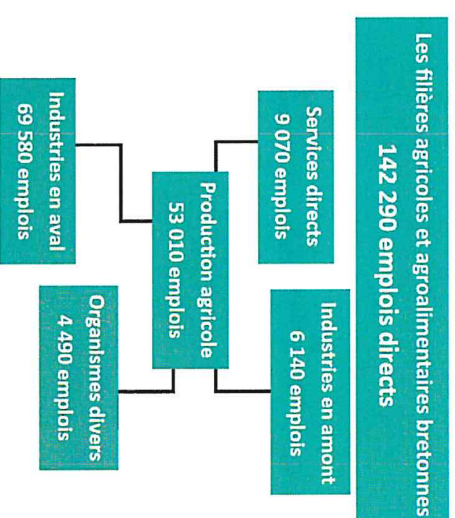 Les filières agricoles et agroalimentaires bretonnes
142 290 emplois directs
Services directs
9 070 emplois
Industries en amont
6 140 emplois
Production agricole
53 010 emplois
Industries en aval
69 580 emplois
Organismes divers
4 490 emplois